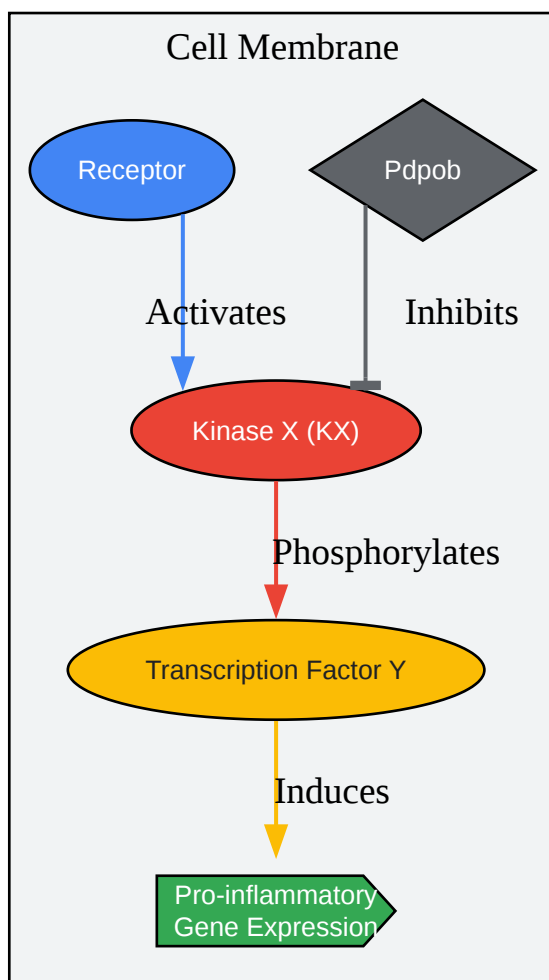 Cell Membrane
Receptor
Pdpob
Activates
Inhibits
Kinase X (KX)
Phosphorylates
Transcription Factor Y
Induces
Pro-inflammatory
Gene Expression